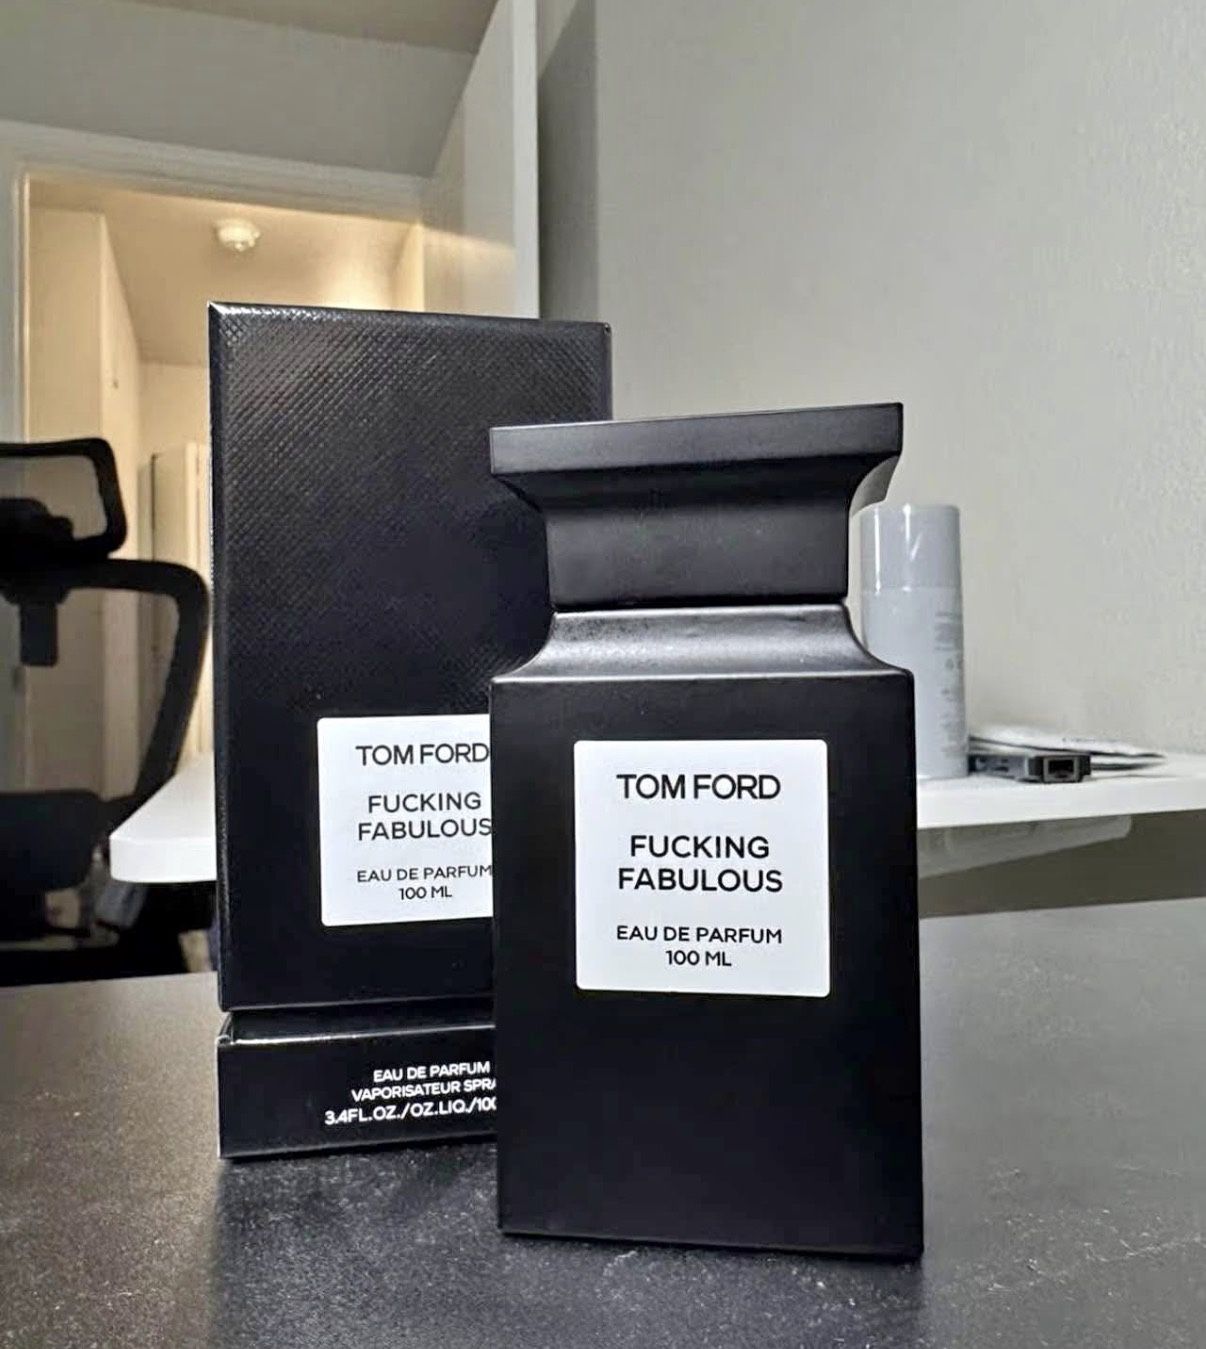 TOM FORD
FUCKING
FABULOUS
EAU DE PARFUM
100 ML
EAU DE PARFUM
VAPORISATEUR
3.4FL.OZ./OZ.LIQ./
TOM FORD
FUCKING
FABULOUS
EAU DE PARFUM
100 ML